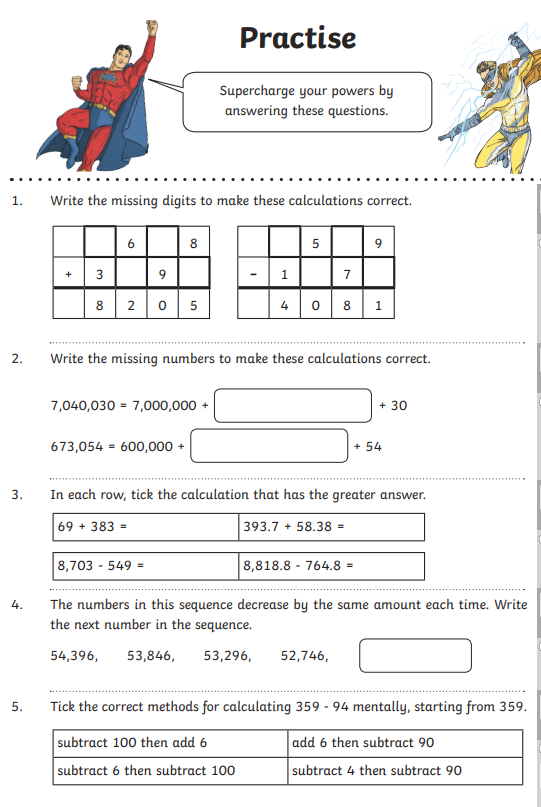 Practise
Supercharge your powers by
answering these questions.
1. Write the missing digits to make these calculations correct.
6 8
+ 3 9
8 2 0 5
5 9
- 1 7
4 0 8 1
2. Write the missing numbers to make these calculations correct.
7,040,030 = 7,000,000 + + 30
673,054 = 600,000 + + 54
3. In each row, tick the calculation that has the greater answer.
69 + 383 = 393.7 + 58.38 =
8,703 - 549 = 8,818.8 - 764.8 =
4. The numbers in this sequence decrease by the same amount each time. Write
the next number in the sequence.
54,396, 53,846, 53,296, 52,746,
5. Tick the correct methods for calculating 359 - 94 mentally, starting from 359.
subtract 100 then add 6 add 6 then subtract 90
subtract 6 then subtract 100 subtract 4 then subtract 90